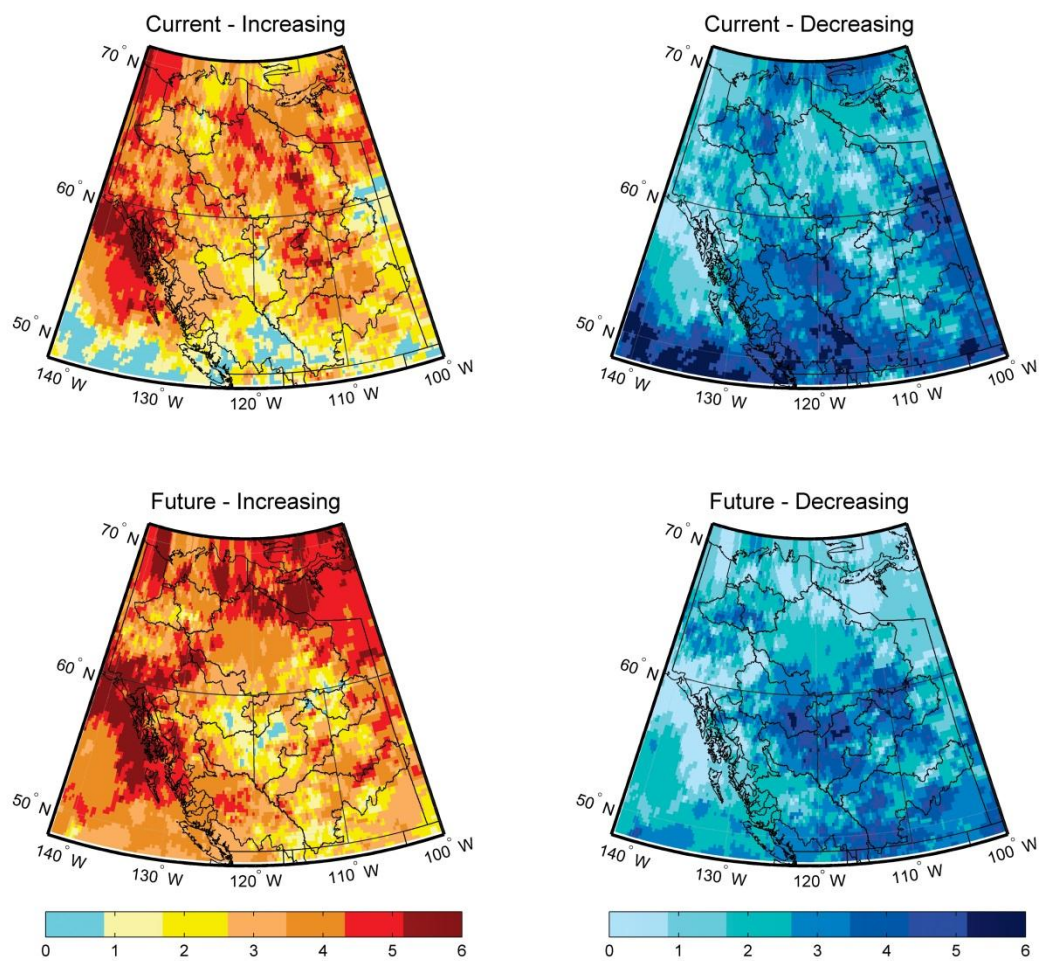 Current - Increasing
Current - Decreasing
70° N
60° N
50° N
140° W
130° W
120° W
110° W
100° W
70° N
60° N
50° N
140° W
130° W
120° W
110° W
100° W
Future - Increasing
Future - Decreasing
70° N
60° N
50° N
140° W
130° W
120° W
110° W
100° W
70° N
60° N
50° N
140° W
130° W
120° W
110° W
100° W
0 1 2 3 4 5 6
0 1 2 3 4 5 6